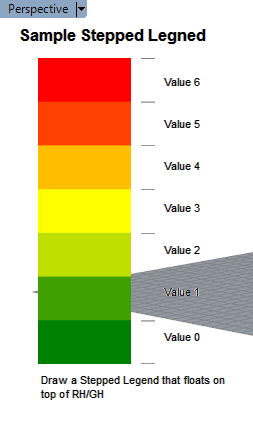 Perspective
Sample Stepped Legned
Value 6
Value 5
Value 4
Value 3
Value 2
Value 1
Value 0
Draw a Stepped Legend that floats on
top of RH/GH